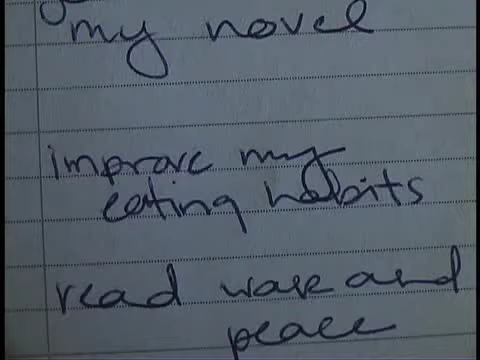 my novel
improve my
eating habits
read war and
peace